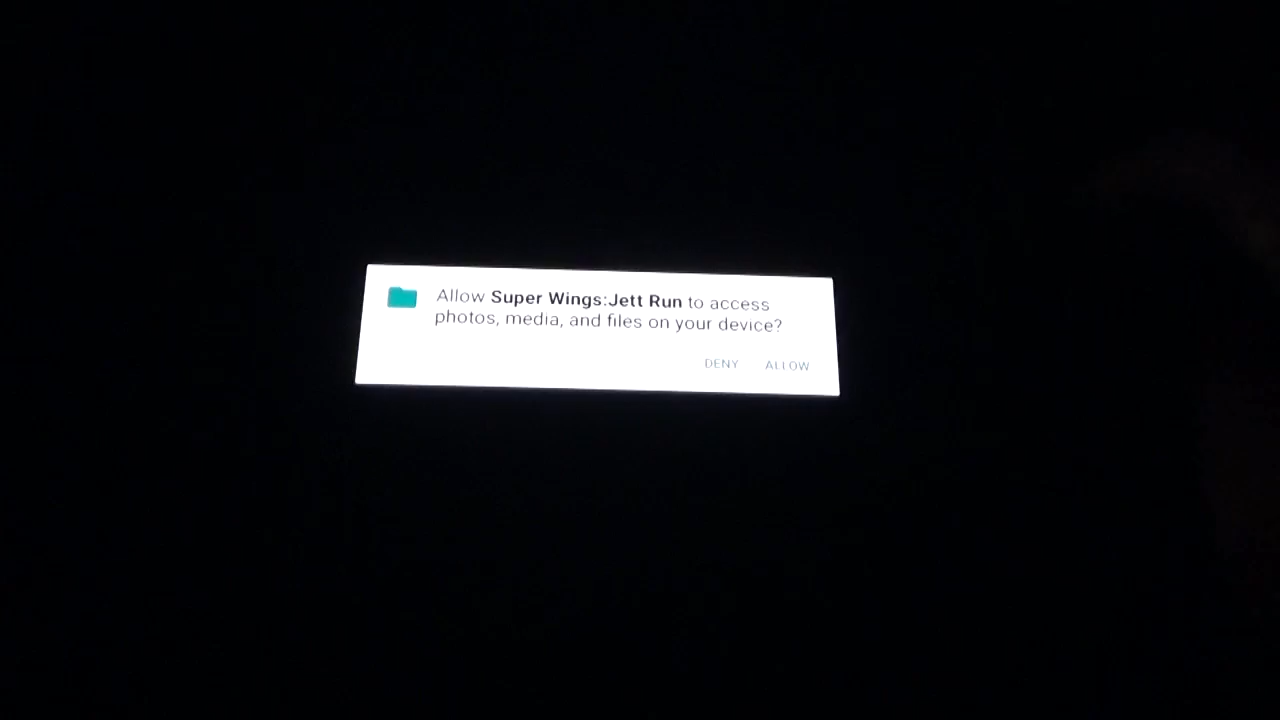 Allow Super Wings:Jett Run to access
photos, media, and files on your device?
DENY ALLOW